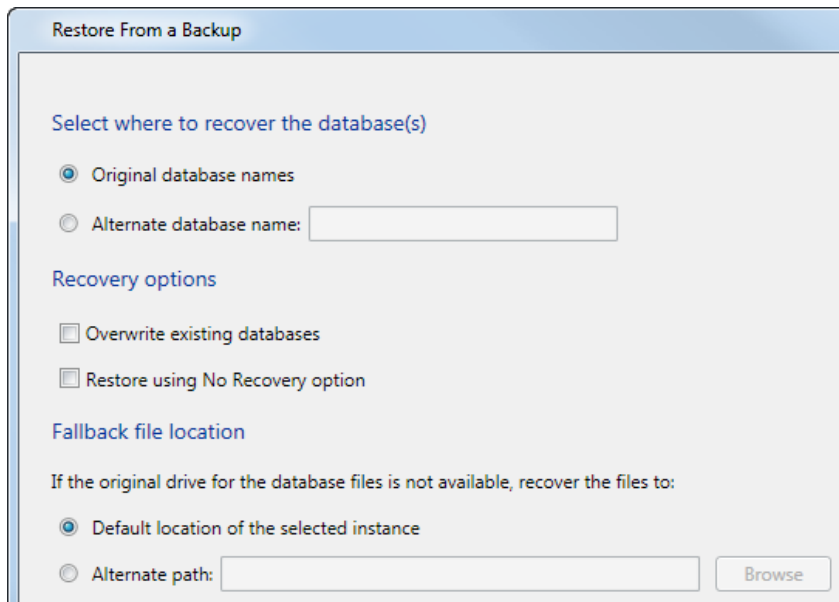 Restore From a Backup
Select where to recover the database(s)
Original database names
Alternate database name:
Recovery options
Overwrite existing databases
Restore using No Recovery option
Fallback file location
If the original drive for the database files is not available, recover the files to:
Default location of the selected instance
Alternate path:
Browse